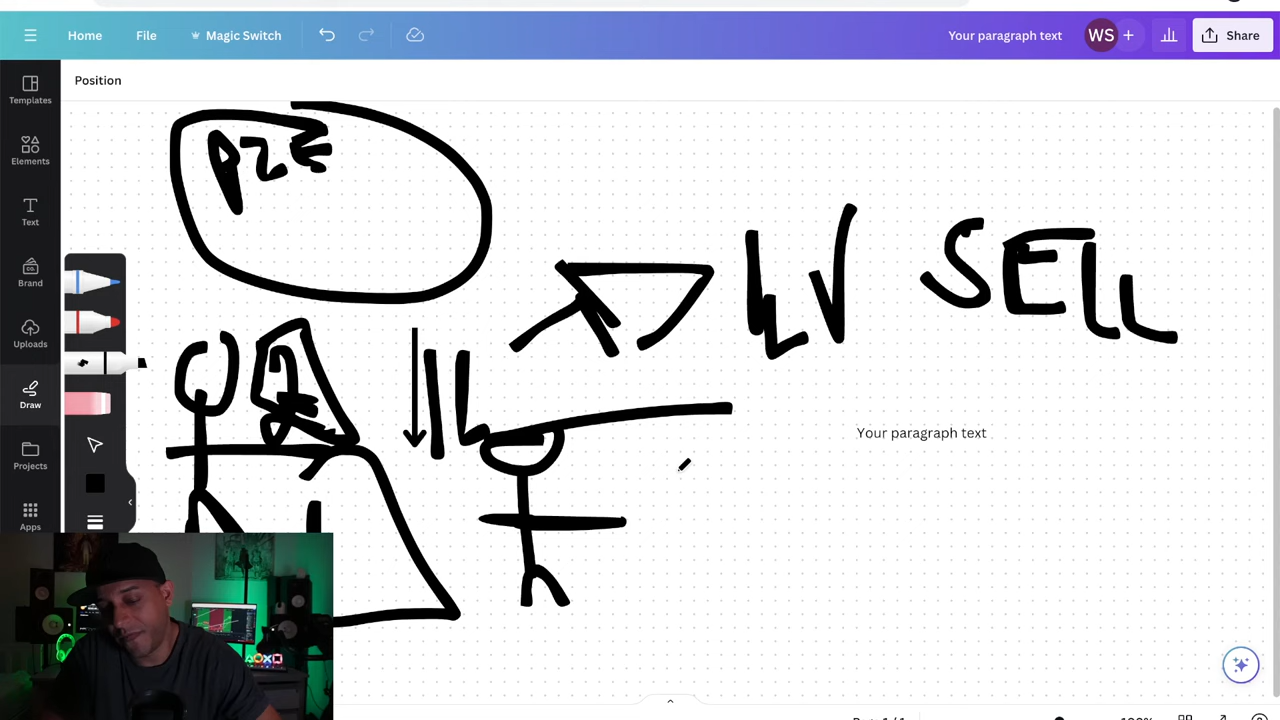 Home File Magic Switch Your paragraph text WS + Share
Position
Templates
Elements
Text
Brand
Uploads
Draw
Projects
Apps
SELL
Your paragraph text